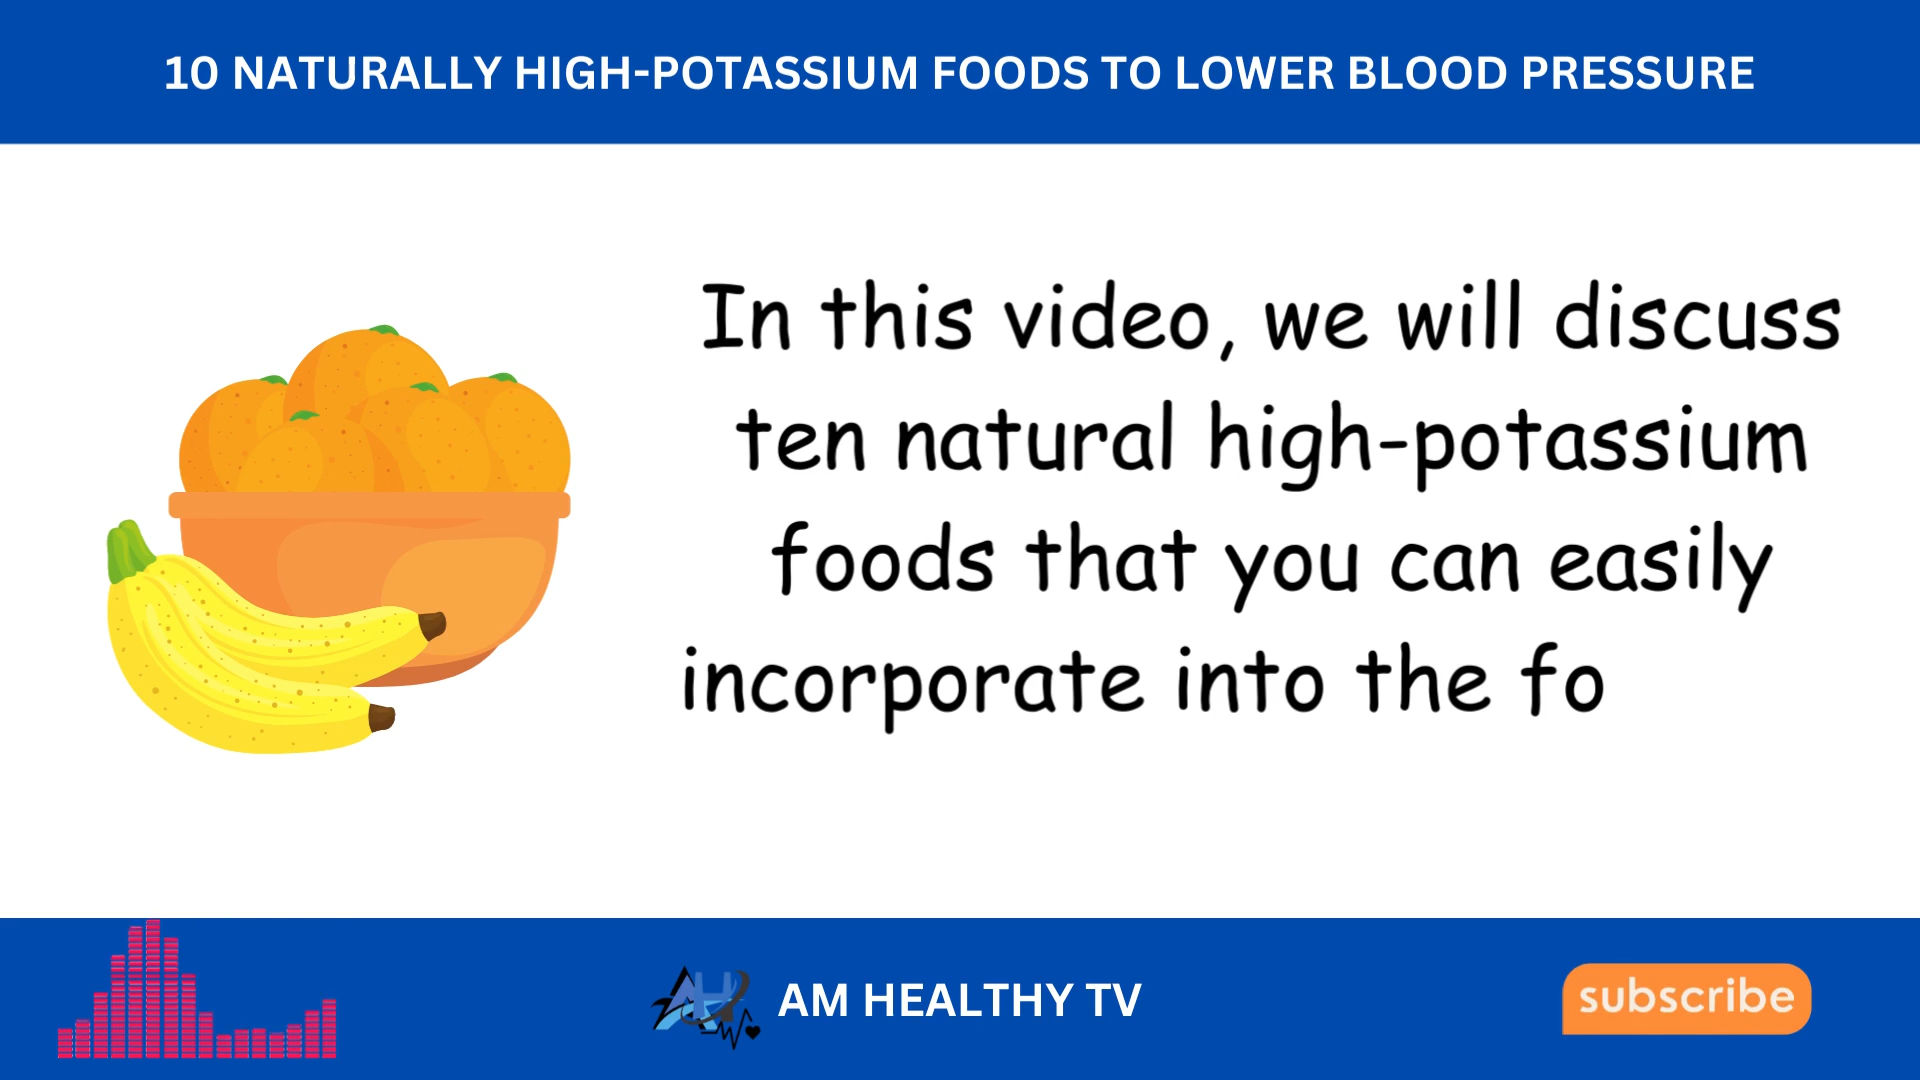 10 NATURALLY HIGH-POTASSIUM FOODS TO LOWER BLOOD PRESSURE
In this video, we will discuss
ten natural high-potassium
foods that you can easily
incorporate into the fo
AH
AM HEALTHY TV
subscribe